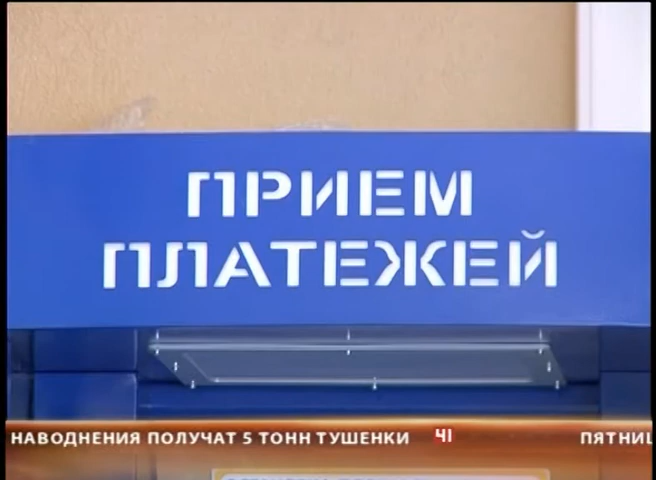 ПРИЕМ
ПЛАТЕЖЕЙ
НАВОДНЕНИЯ ПОЛУЧАТ 5 ТОНН ТУШЕНКИ ЧІ ПЯТНИЦ